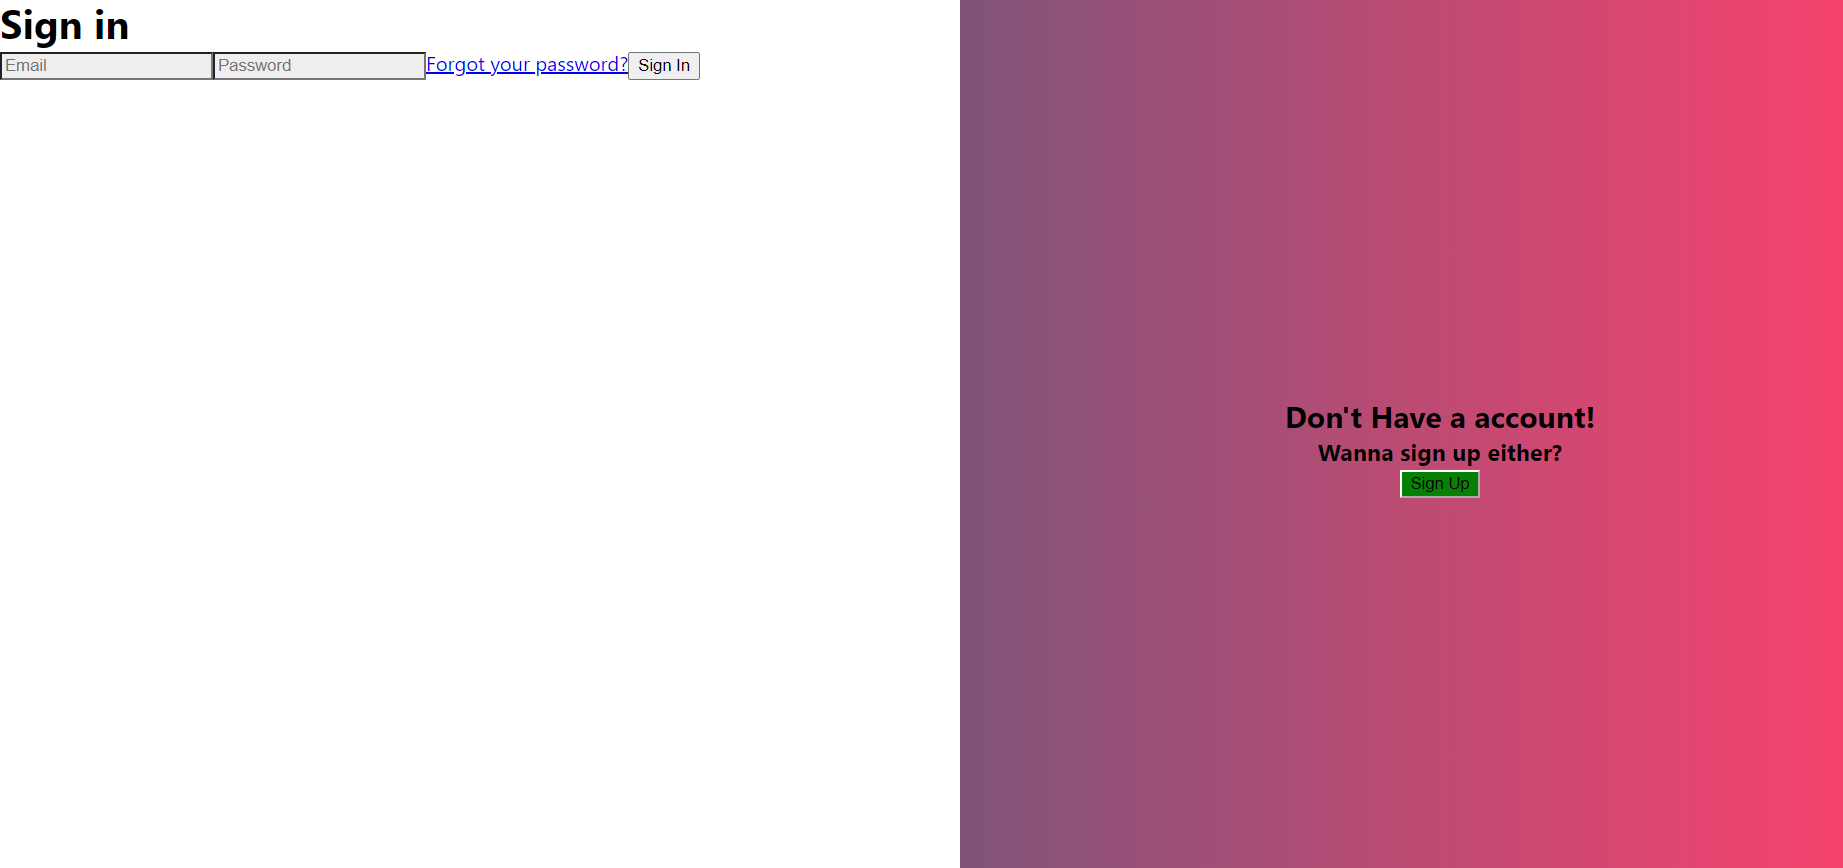 Sign in
Email Password Forgot your password? Sign In
Don't Have a account!
Wanna sign up either?
Sign Up